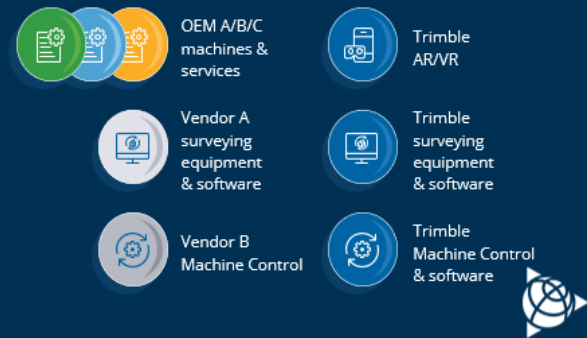 OEM A/B/C
machines &
services
Trimble
AR/VR
Vendor A
surveying
equipment
& software
Trimble
surveying
equipment
& software
Vendor B
Machine Control
Trimble
Machine Control
& software